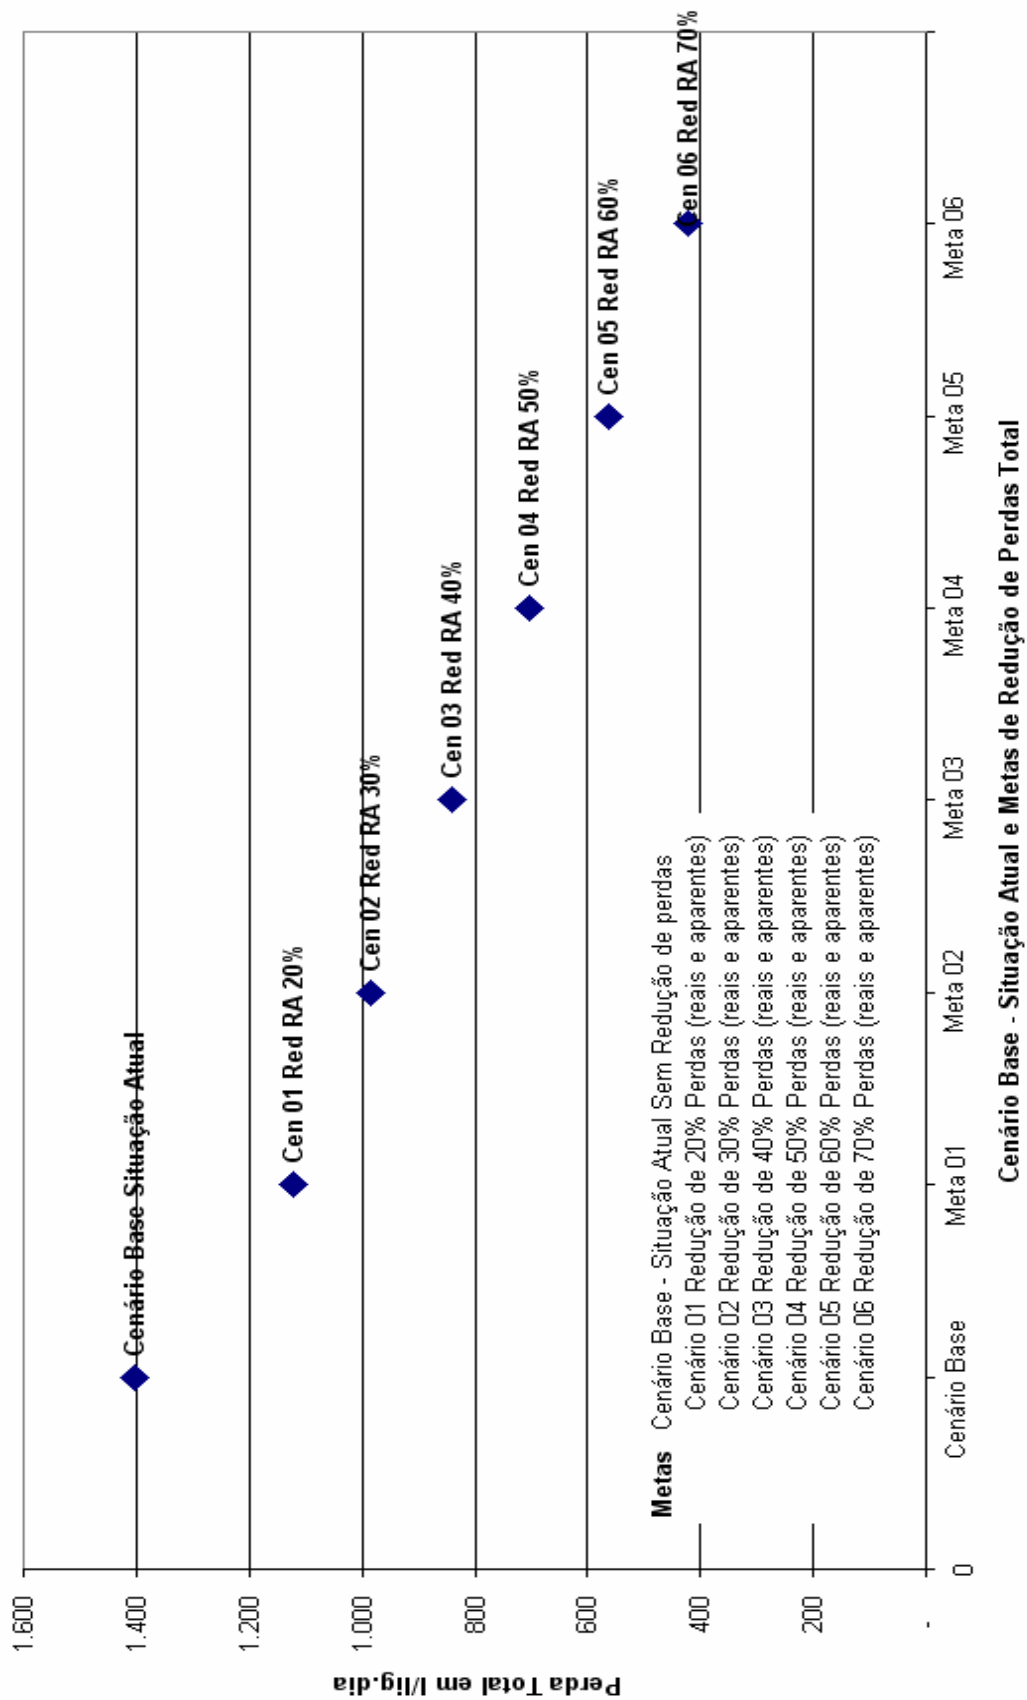 Perda Total em l/lig.dia
1.600
1.400
1.200
1.000
800
600
400
200
-
Cenário Base Situação Atual
Cen 01 Red RA 20%
Cen 02 Red RA 30%
Cen 03 Red RA 40%
Cen 04 Red RA 50%
Cen 05 Red RA 60%
Cen 06 Red RA 70%
Metas Cenário Base - Situação Atual Sem Redução de perdas
Cenário 01 Redução de 20% Perdas (reais e aparentes)
Cenário 02 Redução de 30% Perdas (reais e aparentes)
Cenário 03 Redução de 40% Perdas (reais e aparentes)
Cenário 04 Redução de 50% Perdas (reais e aparentes)
Cenário 05 Redução de 60% Perdas (reais e aparentes)
Cenário 06 Redução de 70% Perdas (reais e aparentes)
0 Cenário Base Meta 01 Meta 02 Meta 03 Meta 04 Meta 05 Meta 06
Cenário Base - Situação Atual e Metas de Redução de Perdas Total